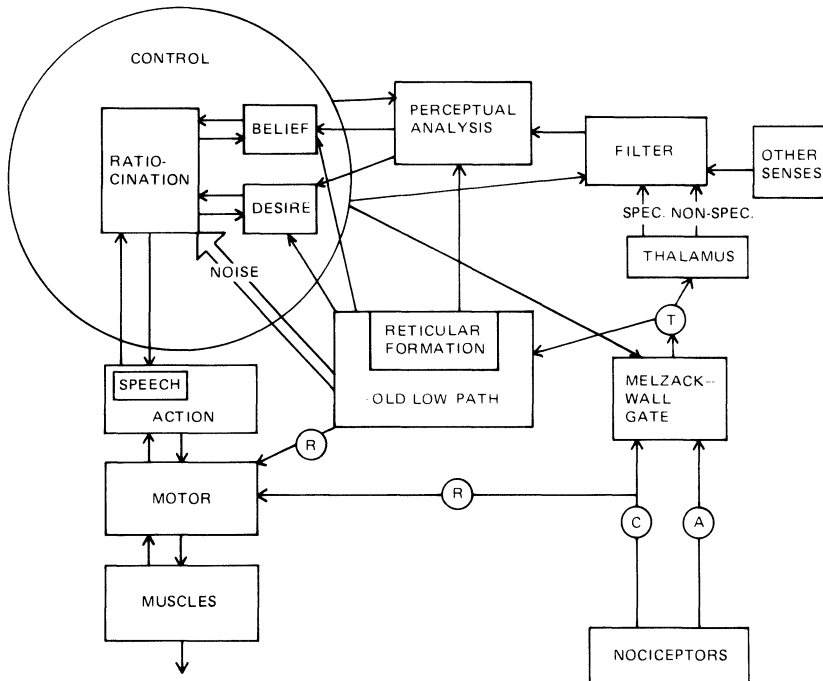 CONTROL
PERCEPTUAL
ANALYSIS
BELIEF
FILTER
OTHER
SENSES
RATIO-
CINATION
DESIRE
SPEC. NON-SPEC.
THALAMUS
NOISE
T
RETICULAR
FORMATION
OLD LOW PATH
MELZACK-
WALL
GATE
SPEECH
ACTION
R
MOTOR
R
C
A
MUSCLES
NOCICEPTORS